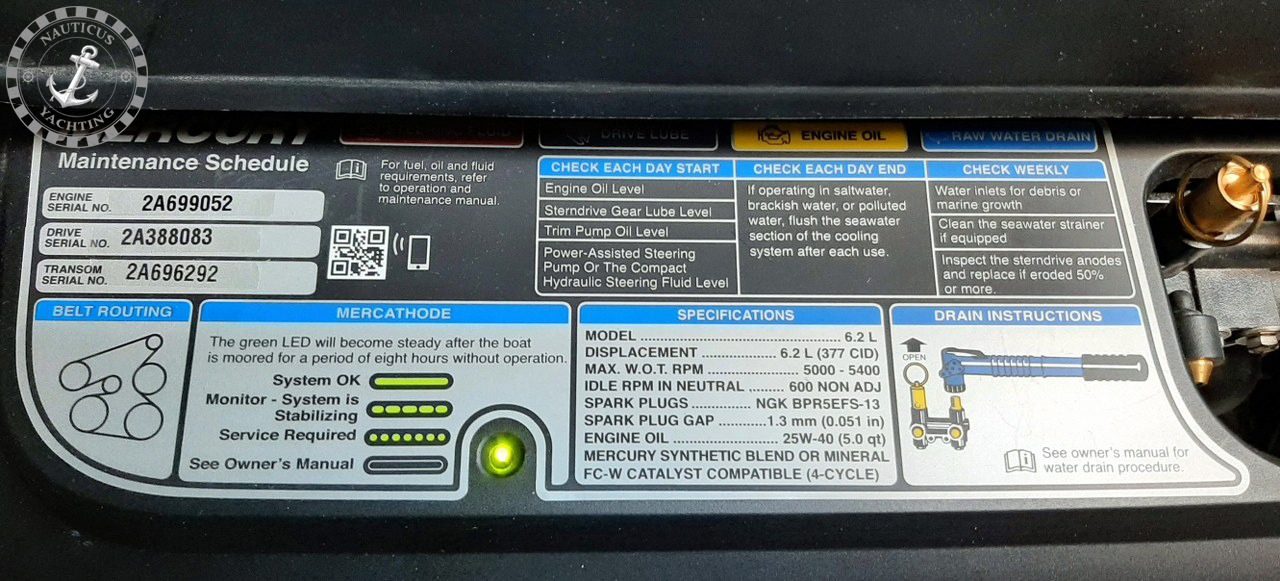 NAUTICUS
YACHTING
MERCURY
DRIVE LUBE
ENGINE OIL
RAW WATER DRAIN
Maintenance Schedule
ENGINE
SERIAL NO. 2A699052
DRIVE
SERIAL NO. 2A388083
TRANSOM
SERIAL NO. 2A696292
For fuel, oil and fluid
requirements, refer
to operation and
maintenance manual.
CHECK EACH DAY START
Engine Oil Level
Sterndrive Gear Lube Level
Trim Pump Oil Level
Power-Assisted Steering
Pump Or The Compact
Hydraulic Steering Fluid Level
CHECK EACH DAY END
If operating in saltwater,
brackish water, or polluted
water, flush the seawater
section of the cooling
system after each use.
CHECK WEEKLY
Water inlets for debris or
marine growth
Clean the seawater strainer
if equipped
Inspect the sterndrive anodes
and replace if eroded 50%
or more.
BELT ROUTING
MERCATHODE
The green LED will become steady after the boat
is moored for a period of eight hours without operation.
System OK
Monitor - System is
Stabilizing
Service Required
See Owner's Manual
SPECIFICATIONS
MODEL ........ 6.2 L
DISPLACEMENT ........ 6.2 L (377 CID)
MAX. W.O.T. RPM ........ 5000 - 5400
IDLE RPM IN NEUTRAL ........ 600 NON ADJ
SPARK PLUGS ........ NGK BPR5EFS-13
SPARK PLUG GAP ........ 1.3 mm (0.051 in)
ENGINE OIL ........ 25W-40 (5.0 qt)
MERCURY SYNTHETIC BLEND OR MINERAL
FC-W CATALYST COMPATIBLE (4-CYCLE)
DRAIN INSTRUCTIONS
OPEN
See owner's manual for
water drain procedure.